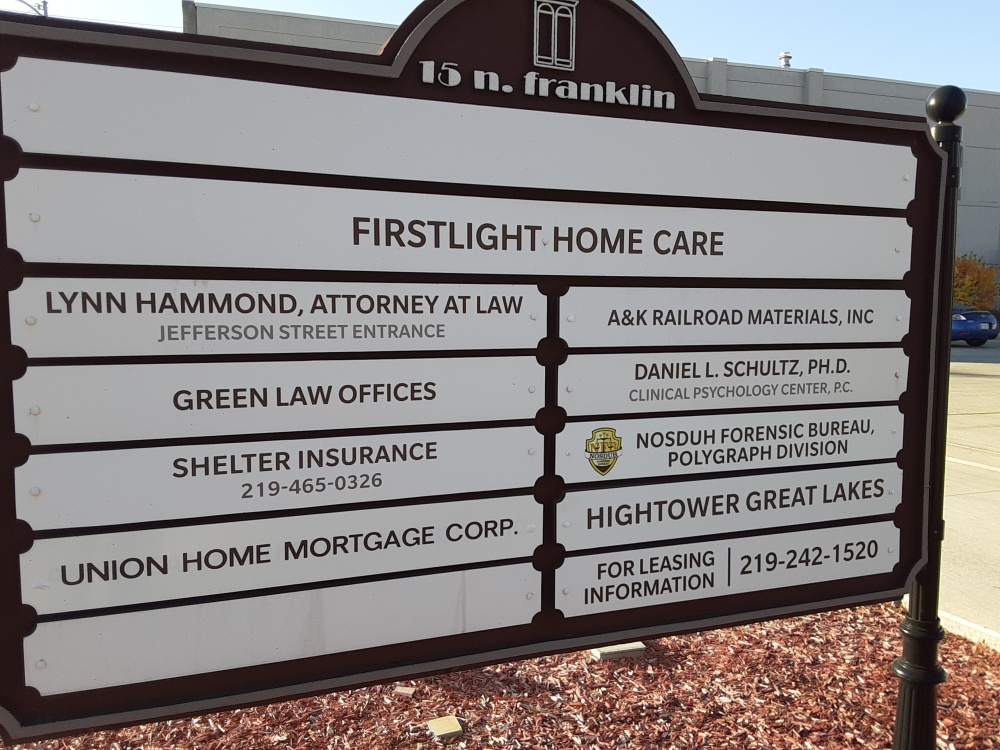 15 n. franklin
FIRSTLIGHT HOME CARE
LYNN HAMMOND, ATTORNEY AT LAW
JEFFERSON STREET ENTRANCE
GREEN LAW OFFICES
SHELTER INSURANCE
219-465-0326
UNION HOME MORTGAGE CORP.
A&K RAILROAD MATERIALS, INC
DANIEL L. SCHULTZ, PH.D.
CLINICAL PSYCHOLOGY CENTER, P.C.
NOSDUH
NOSDUH FORENSIC BUREAU,
POLYGRAPH DIVISION
HIGHTOWER GREAT LAKES
FOR LEASING
INFORMATION
219-242-1520